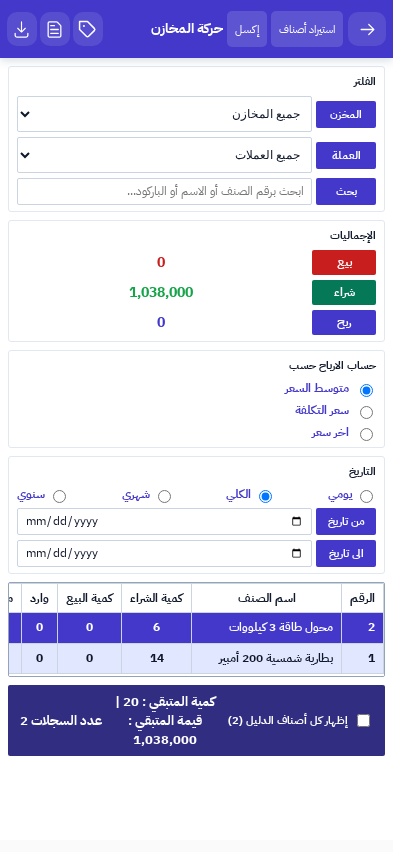 استيراد أصناف
إكسل
حركة المخازن
الفلتر
المخزن
جميع المخازن
العملة
جميع العملات
بحث
ابحث برقم الصنف أو الاسم أو الباركود...
الإجماليات
بيع
0
شراء
1,038,000
ربح
0
حساب الارباح حسب
متوسط السعر
سعر التكلفة
اخر سعر
التاريخ
يومي
الكلي
شهري
سنوي
من تاريخ
mm/dd/yyyy
الى تاريخ
mm/dd/yyyy
الرقم اسم الصنف كمية الشراء كمية البيع وارد
2 محول طاقة 3 كيلووات 6 0 0
1 بطارية شمسية 200 أمبير 14 0 0
إظهار كل أصناف الدليل (2)
كمية المتبقي : 20 |
قيمة المتبقي :
1,038,000
عدد السجلات 2